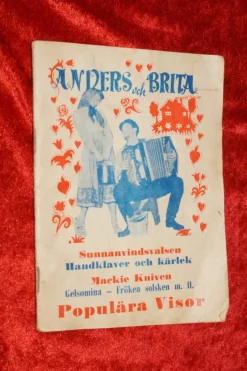 ANDERS och BRITA
Sunnanvindsvalsen
Handklaver och kärlek
Mackie Kniven
Gelsomina – Fröken solsken m. fl.
Populära Visor